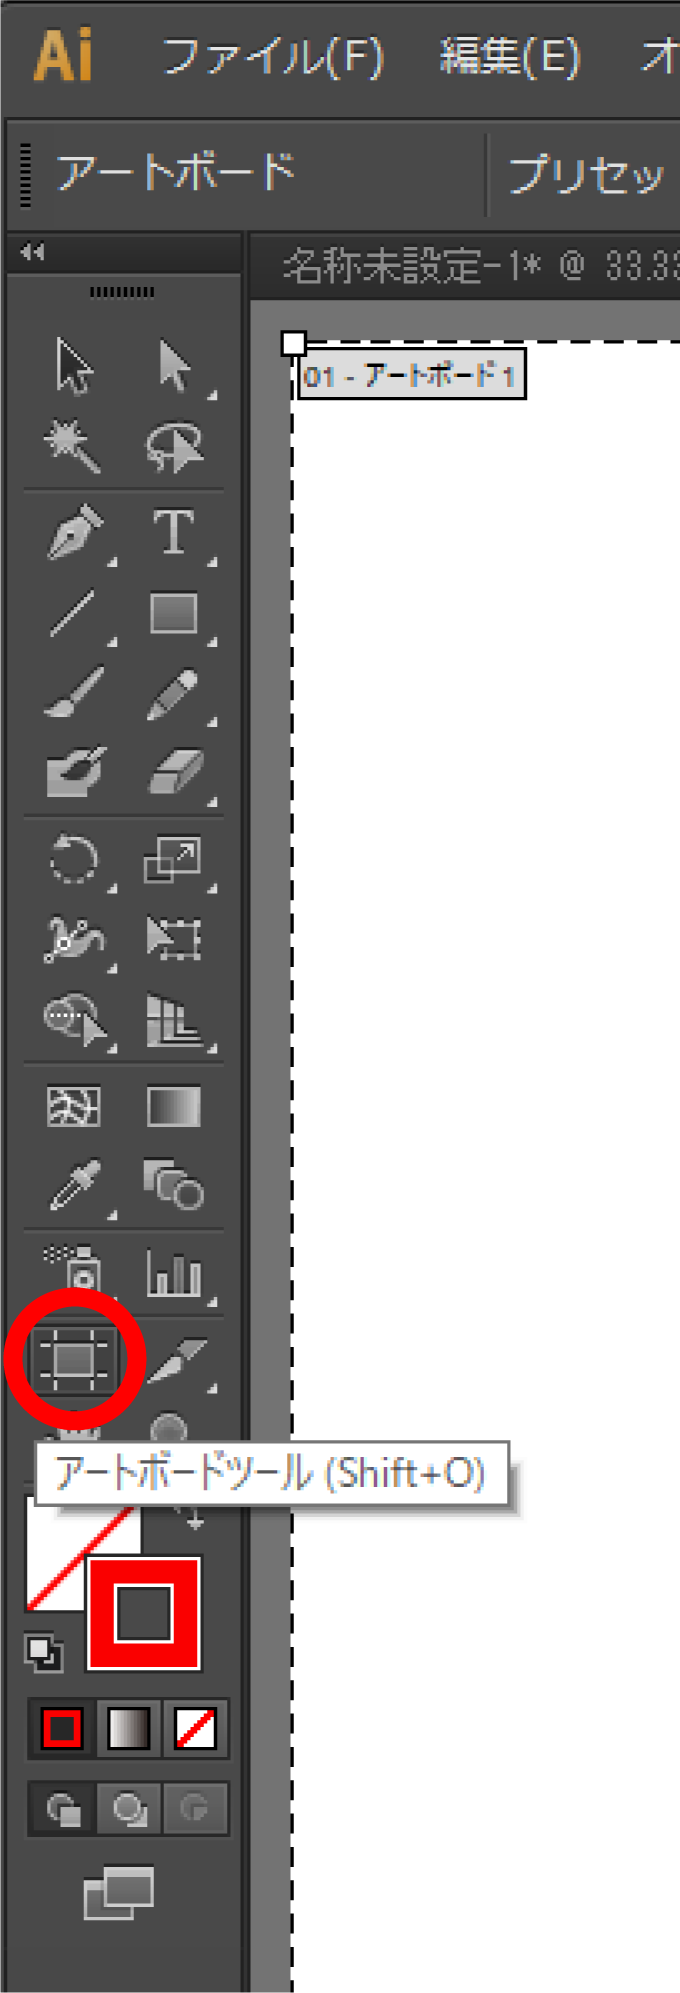 Ai ファイル(F) 編集(E) オ
アートボード プリセッ
名称未設定-1* @ 33.33
01 - アートボード 1
T
アートボードツール (Shift+O)